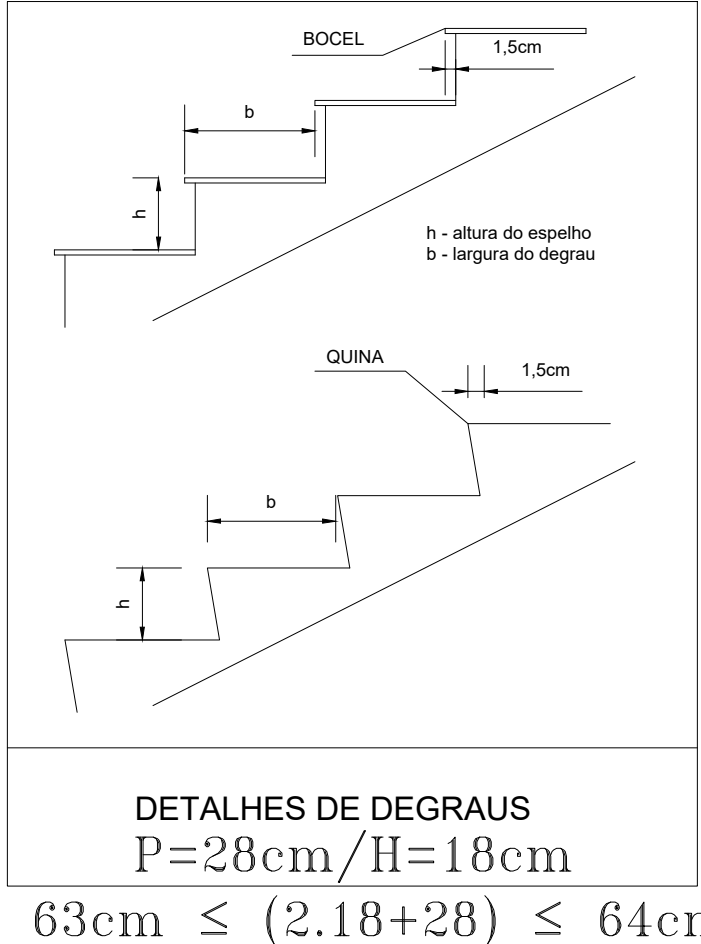 BOCEL
1,5cm
b
h
h - altura do espelho
b - largura do degrau
QUINA
1,5cm
b
h
DETALHES DE DEGRAUS
P=28cm/H=18cm
63cm ≤ (2.18+28) ≤ 64cm